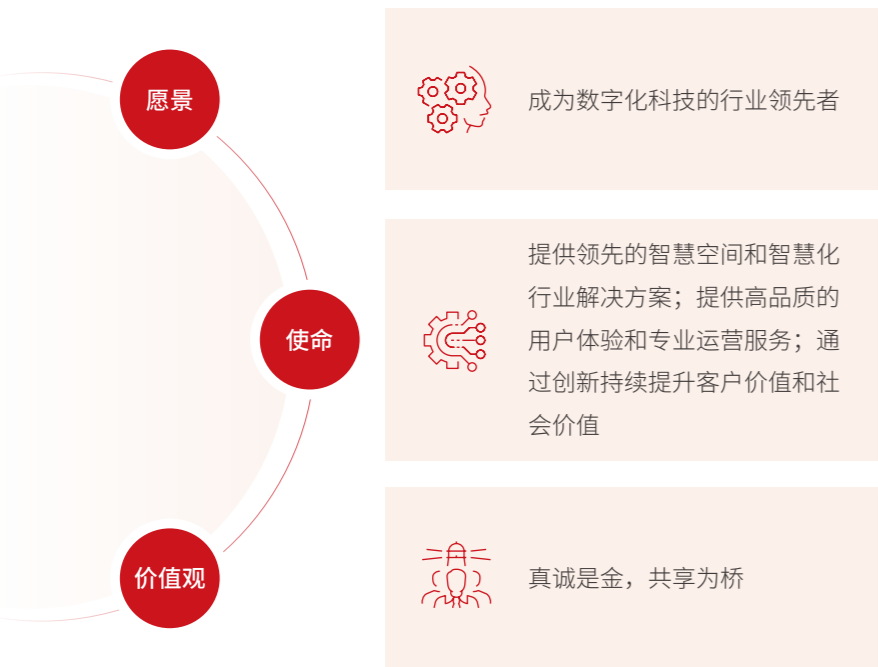 愿景
成为数字化科技的行业领先者
使命
提供领先的智慧空间和智慧化
行业解决方案；提供高品质的
用户体验和专业运营服务；通
过创新持续提升客户价值和社
会价值
价值观
真诚是金，共享为桥